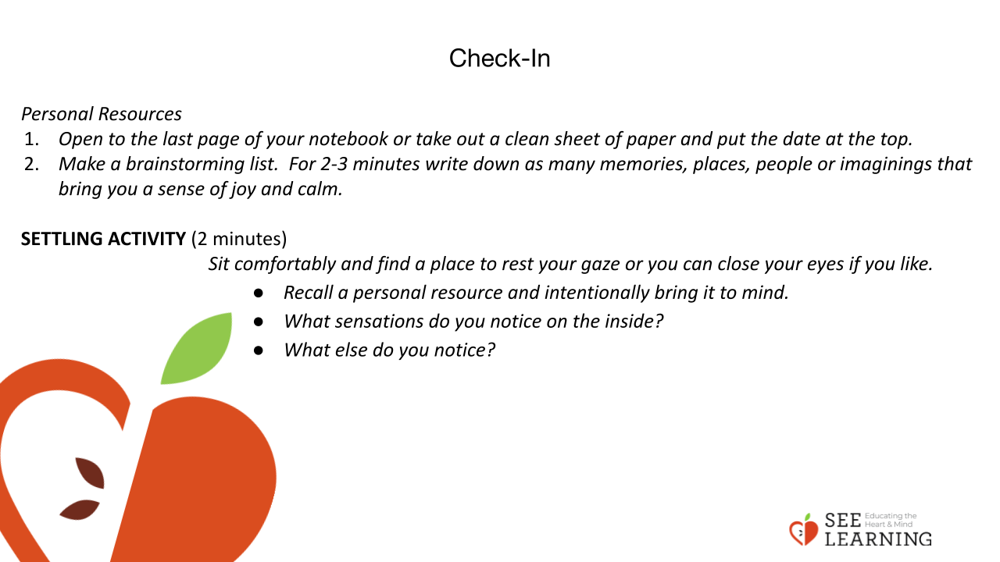 Check-In
Personal Resources
1. Open to the last page of your notebook or take out a clean sheet of paper and put the date at the top.
2. Make a brainstorming list.  For 2-3 minutes write down as many memories, places, people or imaginings that
bring you a sense of joy and calm.
SETTLING ACTIVITY (2 minutes)
Sit comfortably and find a place to rest your gaze or you can close your eyes if you like.
● Recall a personal resource and intentionally bring it to mind.
● What sensations do you notice on the inside?
● What else do you notice?
SEE Educating the
Heart & Mind
LEARNING